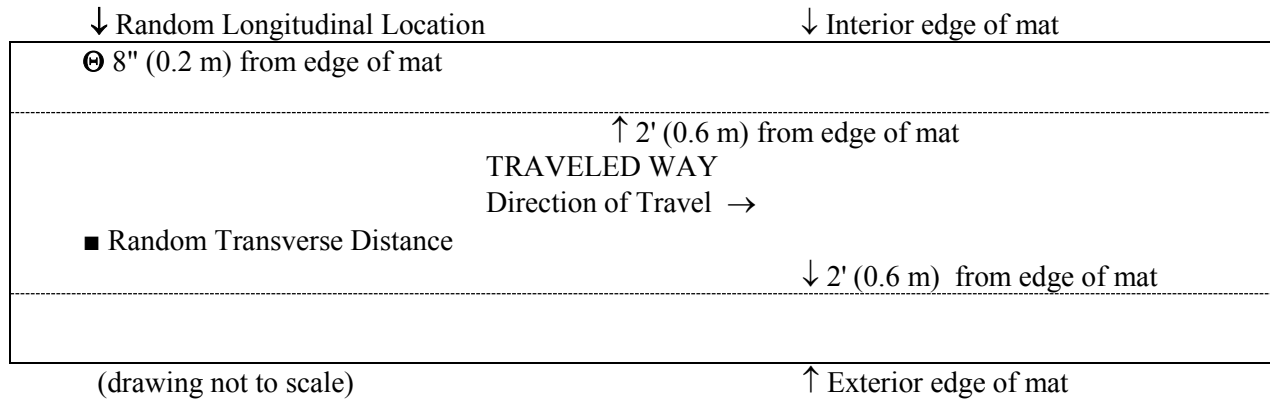 ↓ Random Longitudinal Location ↓ Interior edge of mat
Θ 8" (0.2 m) from edge of mat
↑ 2' (0.6 m) from edge of mat
TRAVELED WAY
Direction of Travel →
■ Random Transverse Distance
↓ 2' (0.6 m) from edge of mat
(drawing not to scale) ↑ Exterior edge of mat